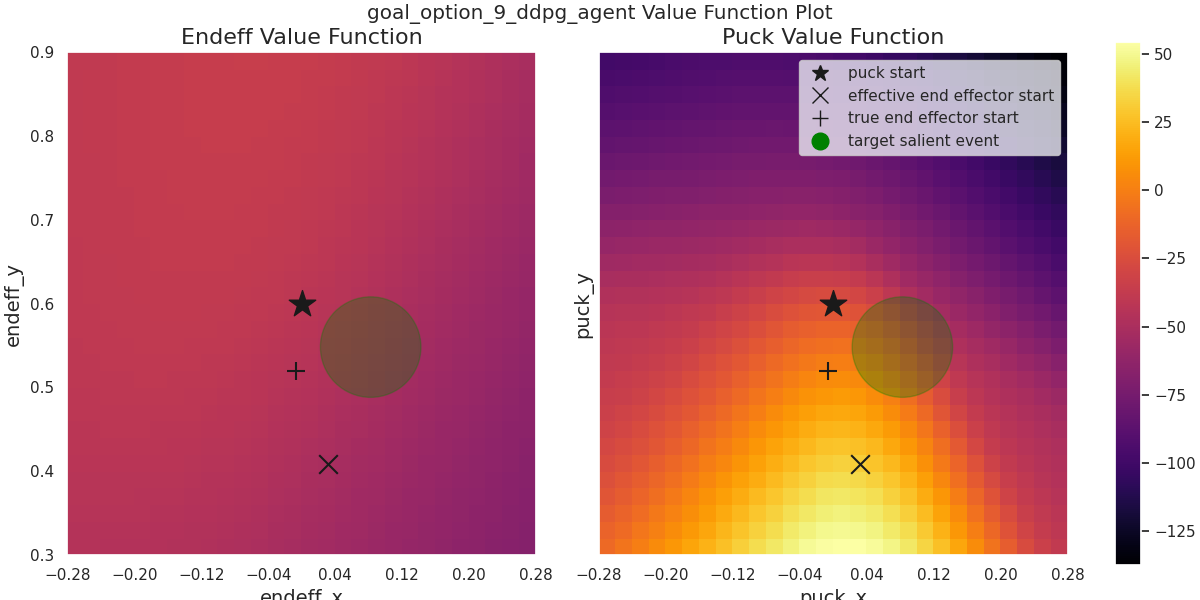 goal_option_9_ddpg_agent Value Function Plot
Endeff Value Function
Puck Value Function
endeff_y
0.9
0.8
0.7
0.6
0.5
0.4
0.3
−0.28 −0.20 −0.12 −0.04 0.04 0.12 0.20 0.28
endeff_x
puck_y
puck start
effective end effector start
true end effector start
target salient event
−0.28 −0.20 −0.12 −0.04 0.04 0.12 0.20 0.28
puck_x
50
25
0
−25
−50
−75
−100
−125